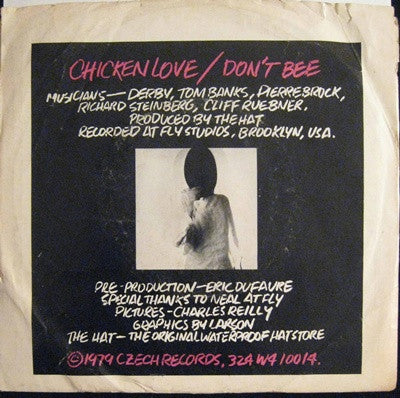 CHICKEN LOVE / DON'T BEE
MUSICIANS — DERBY, TOM BANKS, PIERRE BROCK,
RICHARD STEINBERG, CLIFF RUEBNER.
PRODUCED BY THE HAT
RECORDED AT FLY STUDIOS, BROOKLYN, USA.
PRE-PRODUCTION — ERIC DUFAURE
SPECIAL THANKS TO NEAL AT FLY
PICTURES - CHARLES REILLY
GRAPHICS BY LARSON
THE HAT — THE ORIGINAL WATERPROOF HATSTORE
©1979 CZECH RECORDS, 324 W4 10014.